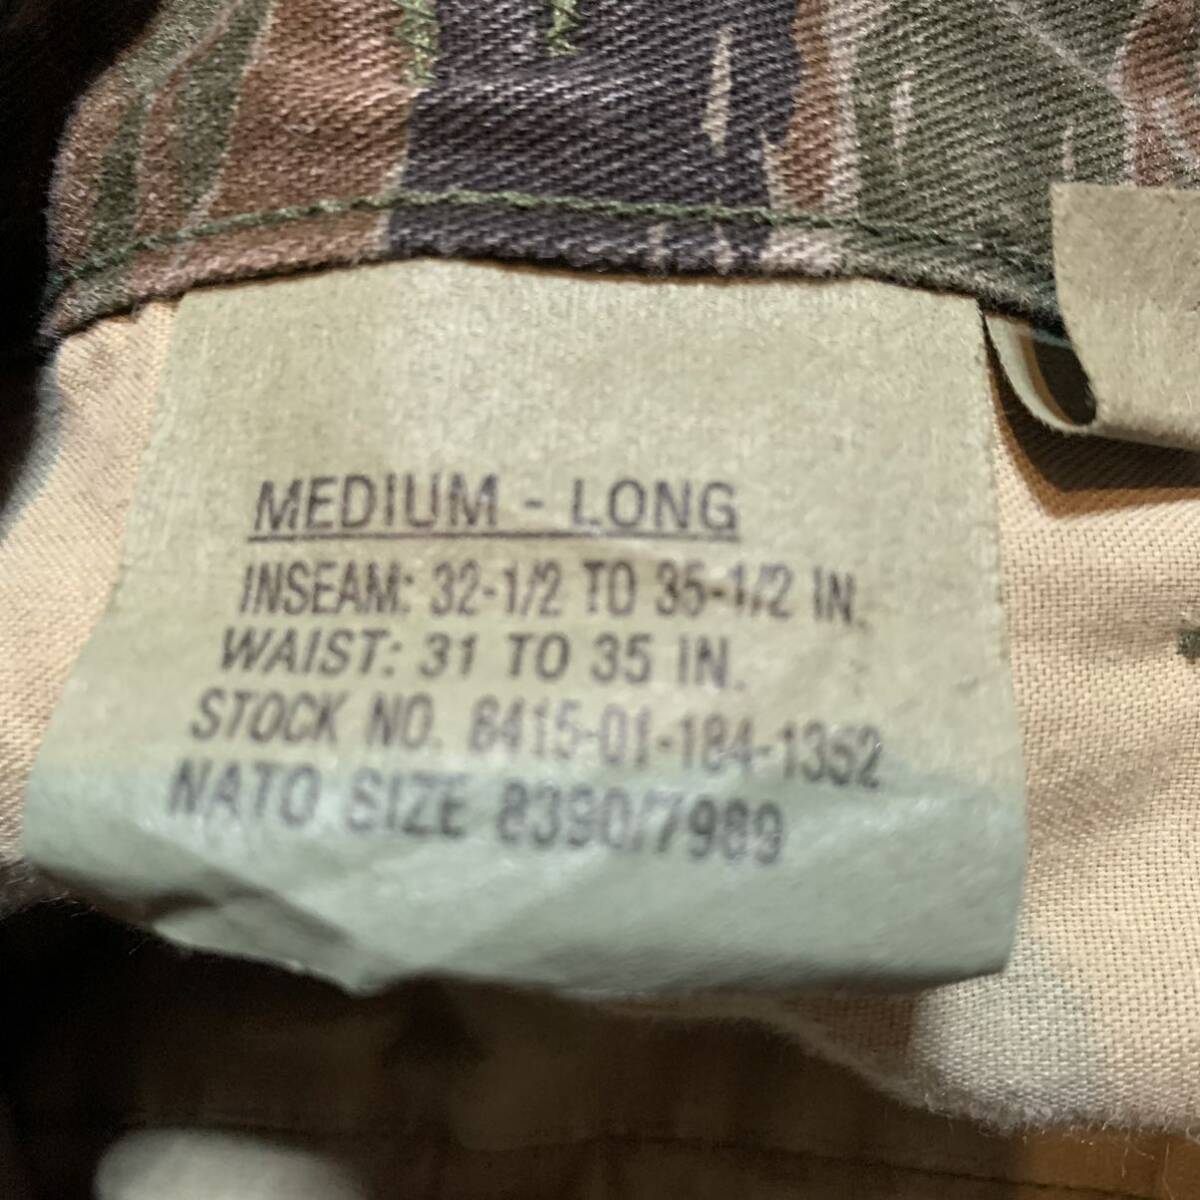 MEDIUM - LONG
INSEAM: 32-1/2 TO 35-1/2 IN.
WAIST: 31 TO 35 IN.
STOCK NO. 8415-01-184-1352
NATO SIZE 8390/7989